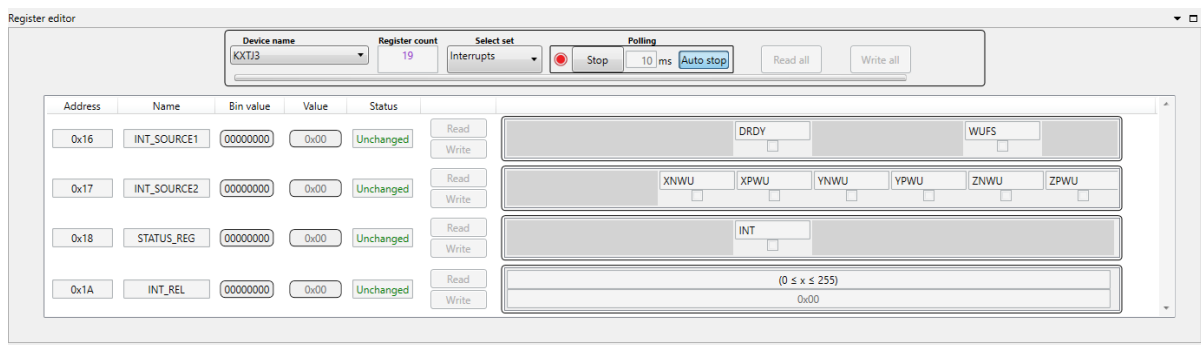 Register editor
Device name Register count Select set Polling
KXTJ3 19 Interrupts Stop 10 ms Auto stop Read all Write all
Address Name Bin value Value Status
0x16 INT_SOURCE1 00000000 0x00 Unchanged Read Write DRDY WUFS
0x17 INT_SOURCE2 00000000 0x00 Unchanged Read Write XNWU XPWU YNWU YPWU ZNWU ZPWU
0x18 STATUS_REG 00000000 0x00 Unchanged Read Write INT
0x1A INT_REL 00000000 0x00 Unchanged Read Write (0 ≤ x ≤ 255)
0x00